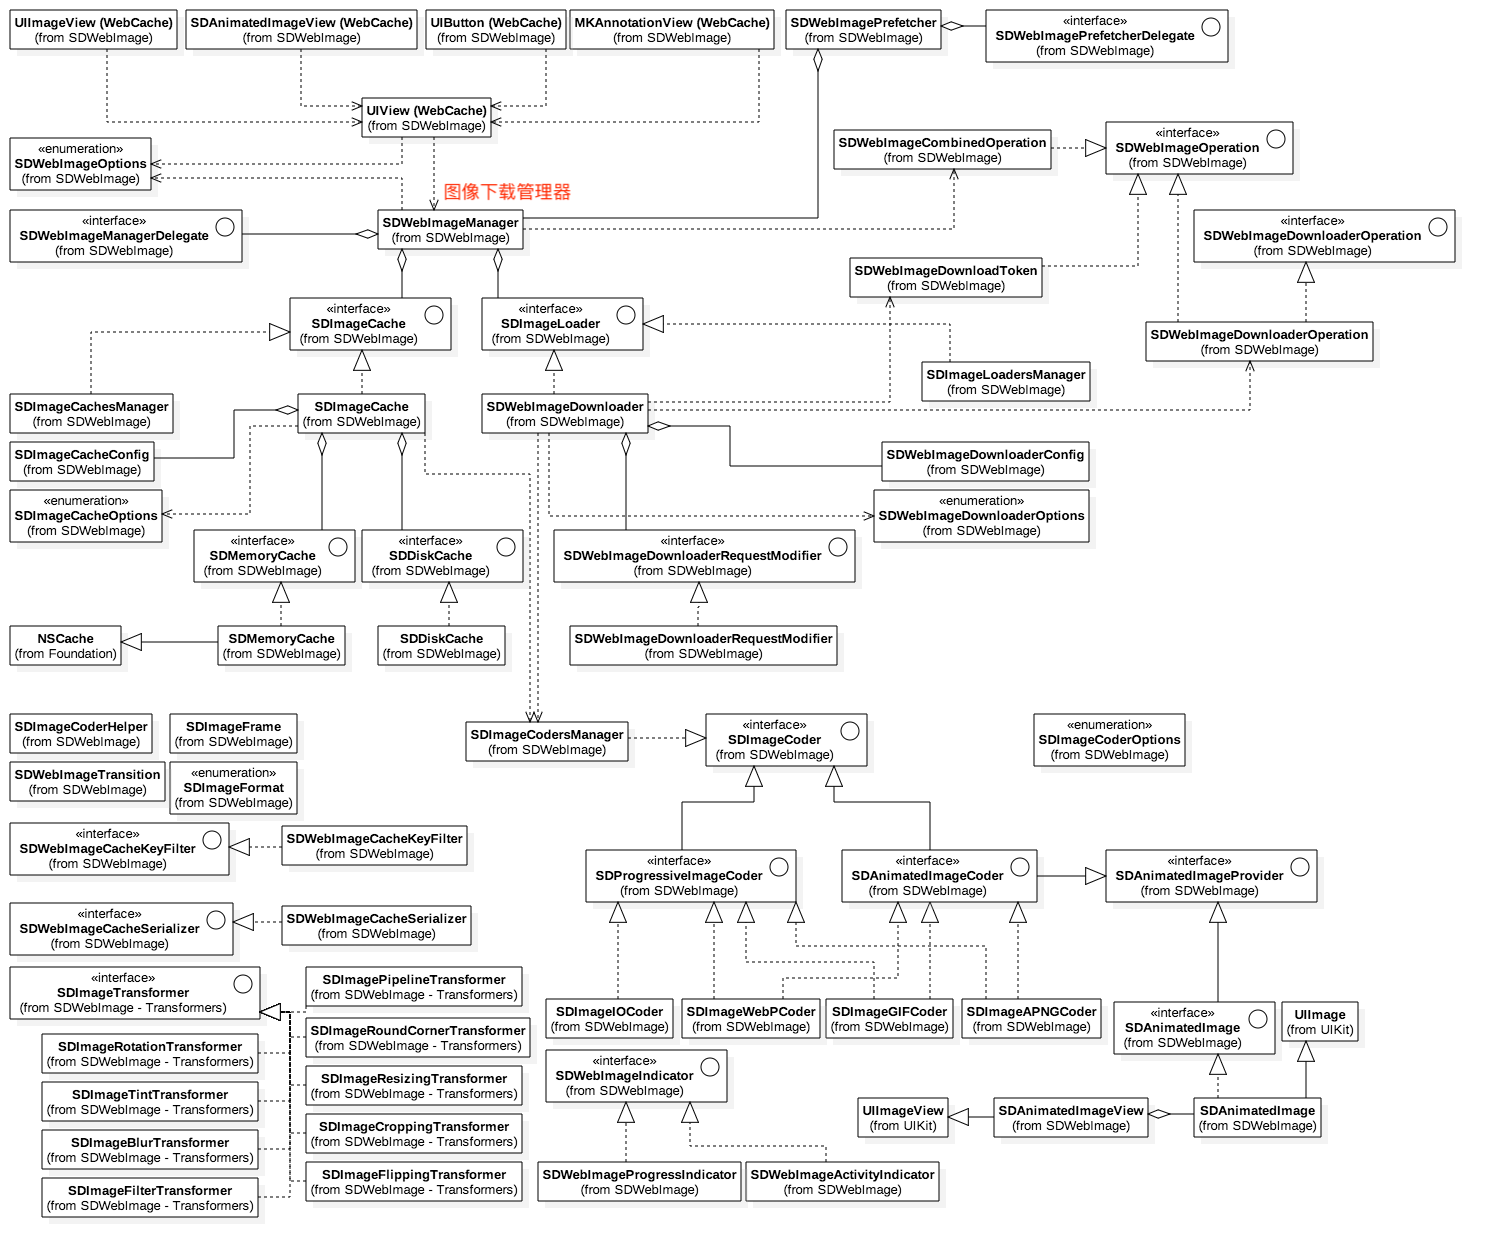 UIImageView (WebCache)
(from SDWebImage)
SDAnimatedImageView (WebCache)
(from SDWebImage)
UIButton (WebCache)
(from SDWebImage)
MKAnnotationView (WebCache)
(from SDWebImage)
SDWebImagePrefetcher
(from SDWebImage)
«interface»
SDWebImagePrefetcherDelegate
(from SDWebImage)
UIView (WebCache)
(from SDWebImage)
«enumeration»
SDWebImageOptions
(from SDWebImage)
SDWebImageCombinedOperation
(from SDWebImage)
«interface»
SDWebImageOperation
(from SDWebImage)
图像下载管理器
«interface»
SDWebImageManagerDelegate
(from SDWebImage)
SDWebImageManager
(from SDWebImage)
«interface»
SDWebImageDownloaderOperation
(from SDWebImage)
SDWebImageDownloadToken
(from SDWebImage)
«interface»
SDImageCache
(from SDWebImage)
«interface»
SDImageLoader
(from SDWebImage)
SDWebImageDownloaderOperation
(from SDWebImage)
SDImageLoadersManager
(from SDWebImage)
SDImageCachesManager
(from SDWebImage)
SDImageCache
(from SDWebImage)
SDWebImageDownloader
(from SDWebImage)
SDImageCacheConfig
(from SDWebImage)
SDWebImageDownloaderConfig
(from SDWebImage)
«enumeration»
SDImageCacheOptions
(from SDWebImage)
«enumeration»
SDWebImageDownloaderOptions
(from SDWebImage)
«interface»
SDMemoryCache
(from SDWebImage)
«interface»
SDDiskCache
(from SDWebImage)
«interface»
SDWebImageDownloaderRequestModifier
(from SDWebImage)
NSCache
(from Foundation)
SDMemoryCache
(from SDWebImage)
SDDiskCache
(from SDWebImage)
SDWebImageDownloaderRequestModifier
(from SDWebImage)
SDImageCoderHelper
(from SDWebImage)
SDImageFrame
(from SDWebImage)
SDImageCodersManager
(from SDWebImage)
«interface»
SDImageCoder
(from SDWebImage)
«enumeration»
SDImageCoderOptions
(from SDWebImage)
SDWebImageTransition
(from SDWebImage)
«enumeration»
SDImageFormat
(from SDWebImage)
«interface»
SDWebImageCacheKeyFilter
(from SDWebImage)
SDWebImageCacheKeyFilter
(from SDWebImage)
«interface»
SDProgressiveImageCoder
(from SDWebImage)
«interface»
SDAnimatedImageCoder
(from SDWebImage)
«interface»
SDAnimatedImageProvider
(from SDWebImage)
«interface»
SDWebImageCacheSerializer
(from SDWebImage)
SDWebImageCacheSerializer
(from SDWebImage)
«interface»
SDImageTransformer
(from SDWebImage - Transformers)
SDImagePipelineTransformer
(from SDWebImage - Transformers)
SDImageIOCoder
(from SDWebImage)
SDImageWebPCoder
(from SDWebImage)
SDImageGIFCoder
(from SDWebImage)
SDImageAPNGCoder
(from SDWebImage)
«interface»
SDAnimatedImage
(from SDWebImage)
UIImage
(from UIKit)
SDImageRoundCornerTransformer
(from SDWebImage - Transformers)
SDImageRotationTransformer
(from SDWebImage - Transformers)
«interface»
SDWebImageIndicator
(from SDWebImage)
SDImageResizingTransformer
(from SDWebImage - Transformers)
SDImageTintTransformer
(from SDWebImage - Transformers)
UIImageView
(from UIKit)
SDAnimatedImageView
(from SDWebImage)
SDAnimatedImage
(from SDWebImage)
SDImageCroppingTransformer
(from SDWebImage - Transformers)
SDImageBlurTransformer
(from SDWebImage - Transformers)
SDImageFlippingTransformer
(from SDWebImage - Transformers)
SDWebImageProgressIndicator
(from SDWebImage)
SDWebImageActivityIndicator
(from SDWebImage)
SDImageFilterTransformer
(from SDWebImage - Transformers)